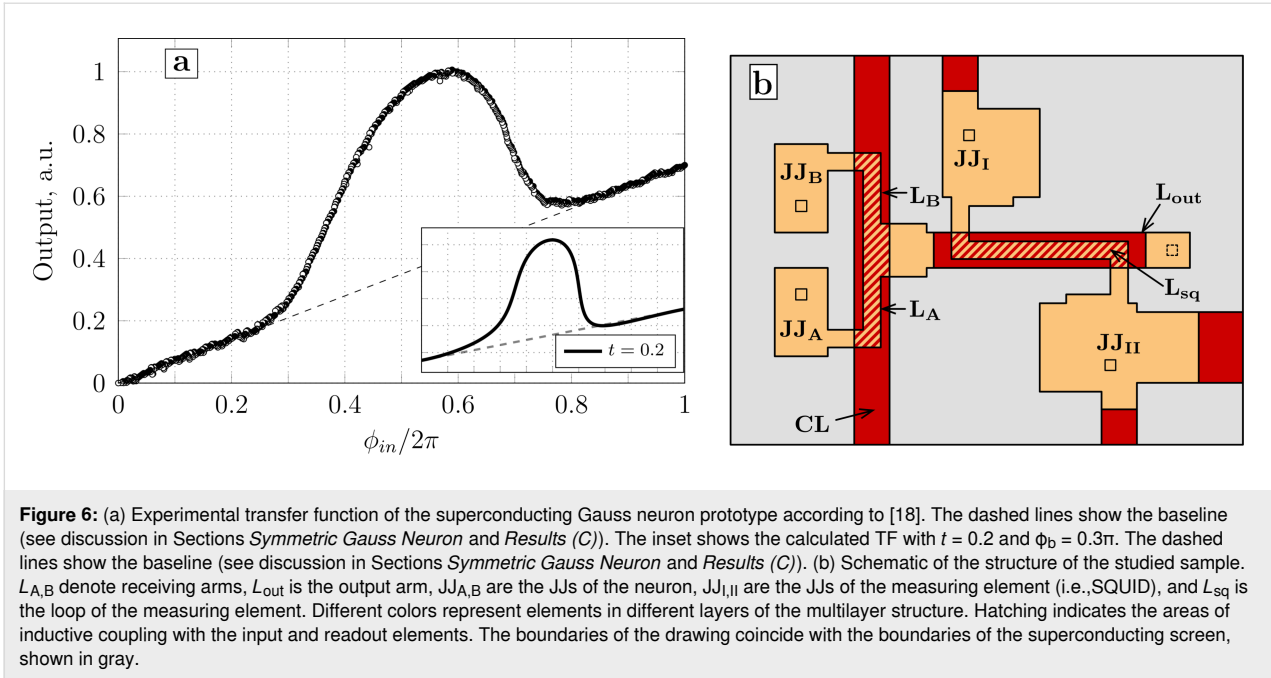 a
Output, a.u.
1
0.8
0.6
0.4
0.2
0
0
0.2
0.4
0.6
0.8
1
ϕ_in/2π
t = 0.2
b
JJ_B
JJ_I
L_B
L_out
L_sq
JJ_A
L_A
JJ_II
CL
Figure 6: (a) Experimental transfer function of the superconducting Gauss neuron prototype according to [18]. The dashed lines show the baseline
(see discussion in Sections Symmetric Gauss Neuron and Results (C)). The inset shows the calculated TF with t = 0.2 and ϕ_b = 0.3π. The dashed
lines show the baseline (see discussion in Sections Symmetric Gauss Neuron and Results (C)). (b) Schematic of the structure of the studied sample.
L_A,B denote receiving arms, L_out is the output arm, JJ_A,B are the JJs of the neuron, JJ_I,II are the JJs of the measuring element (i.e.,SQUID), and L_sq is
the loop of the measuring element. Different colors represent elements in different layers of the multilayer structure. Hatching indicates the areas of
inductive coupling with the input and readout elements. The boundaries of the drawing coincide with the boundaries of the superconducting screen,
shown in gray.